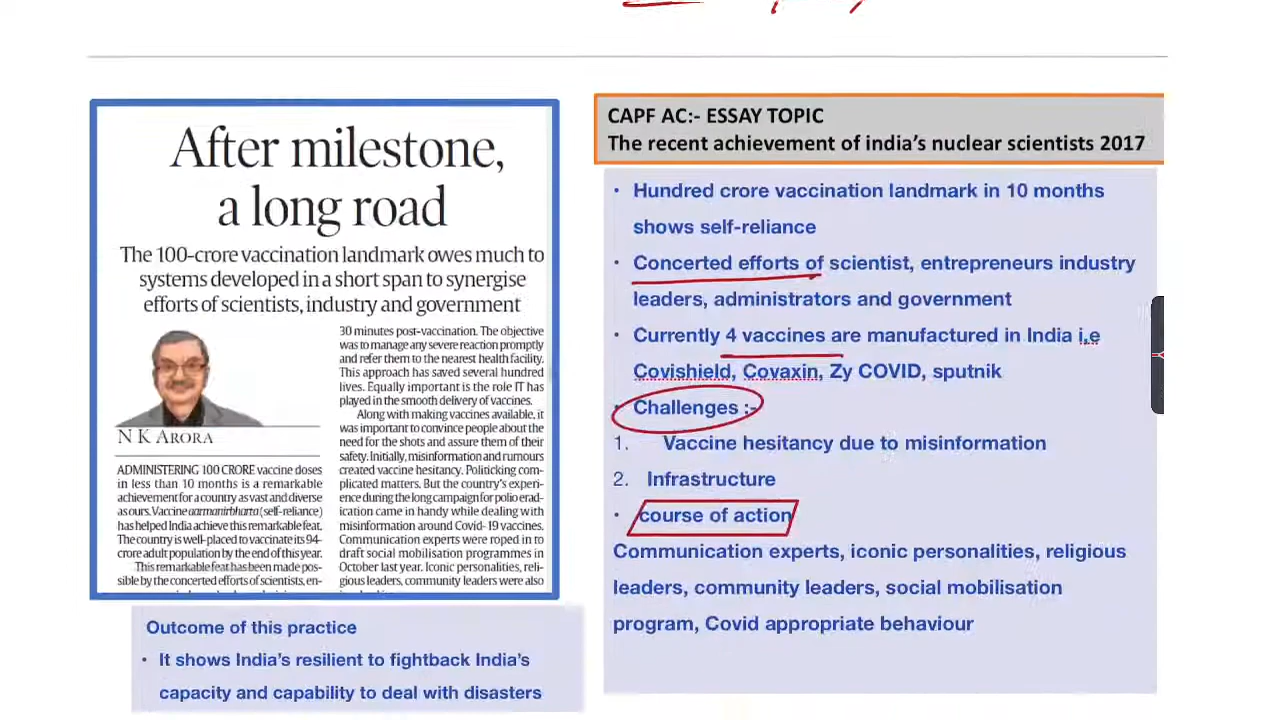 After milestone,
a long road
The 100-crore vaccination landmark owes much to
systems developed in a short span to synergise
efforts of scientists, industry and government
N K ARORA
ADMINISTERING 100 CRORE vaccine doses
in less than 10 months is a remarkable
achievement for a country as vast and diverse
as ours. Vaccine aatmanirbharta (self-reliance)
has helped India achieve this remarkable feat.
The country is well-placed to vaccinate its 94-
crore adult population by the end of this year.
This remarkable feat has been made pos-
sible by the concerted efforts of scientists, en-
30 minutes post-vaccination. The objective
was to manage any severe reaction promptly
and refer them to the nearest health facility.
This approach has saved several hundred
lives. Equally important is the role IT has
played in the smooth delivery of vaccines.
Along with making vaccines available, it
was important to convince people about the
need for the shots and assure them of their
safety. Initially, misinformation and rumours
created vaccine hesitancy. Politicking com-
plicated matters. But the country's experi-
ence during the long campaign for polio erad-
ication came in handy while dealing with
misinformation around Covid-19 vaccines.
Communication experts were roped in to
draft social mobilisation programmes in
October last year. Iconic personalities, reli-
gious leaders, community leaders were also
Outcome of this practice
• It shows India's resilient to fightback India's
capacity and capability to deal with disasters
CAPF AC:- ESSAY TOPIC
The recent achievement of india's nuclear scientists 2017
• Hundred crore vaccination landmark in 10 months
shows self-reliance
• Concerted efforts of scientist, entrepreneurs industry
leaders, administrators and government
• Currently 4 vaccines are manufactured in India i,e
Covishield, Covaxin, Zy COVID, sputnik
• Challenges :-
1. Vaccine hesitancy due to misinformation
2. Infrastructure
• course of action
Communication experts, iconic personalities, religious
leaders, community leaders, social mobilisation
program, Covid appropriate behaviour